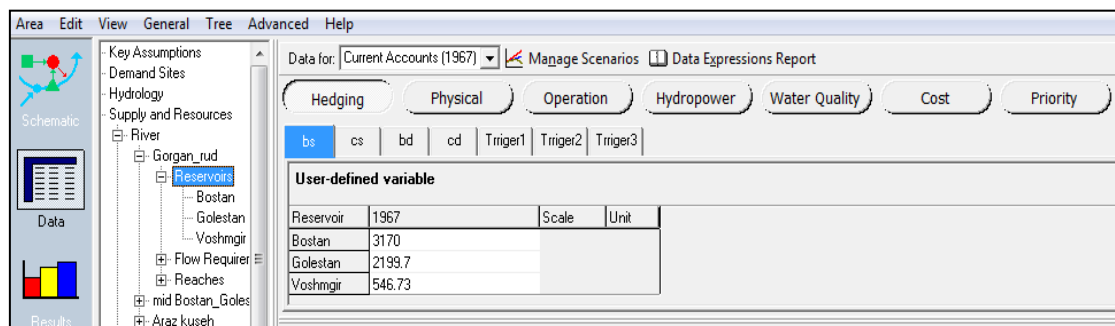 Area Edit View General Tree Advanced Help
Schematic
Data
Results
Key Assumptions
Demand Sites
Hydrology
Supply and Resources
River
Gorgan_rud
Reservoirs
Bostan
Golestan
Voshmgir
Flow Requirer
Reaches
mid Bostan_Goles
Araz kuseh
Data for: Current Accounts (1967) Manage Scenarios Data Expressions Report
Hedging Physical Operation Hydropower Water Quality Cost Priority
bs cs bd cd Trriger1 Trriger2 Trriger3
User-defined variable
Reservoir 1967 Scale Unit
Bostan 3170
Golestan 2199.7
Voshmgir 546.73